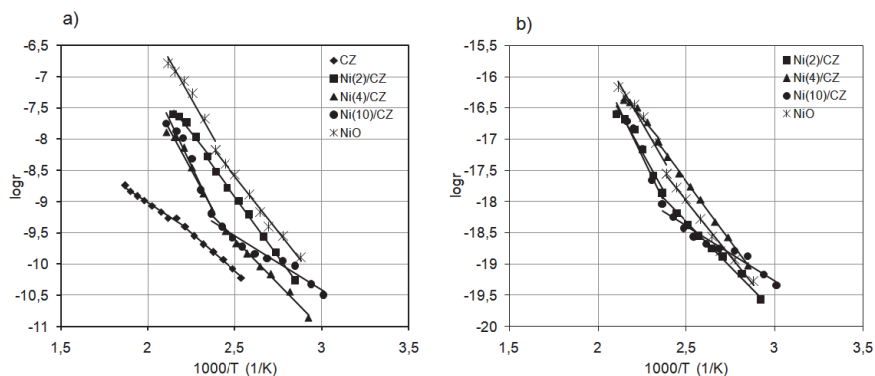 a)
-6,5
-7
-7,5
-8
-8,5
-9
-9,5
-10
-10,5
-11
logr
1,5
2
2,5
3
3,5
1000/T (1/K)
CZ
Ni(2)/CZ
Ni(4)/CZ
Ni(10)/CZ
NiO
b)
-15,5
-16
-16,5
-17
-17,5
-18
-18,5
-19
-19,5
-20
logr
1,5
2
2,5
3
3,5
1000/T (1/K)
Ni(2)/CZ
Ni(4)/CZ
Ni(10)/CZ
NiO